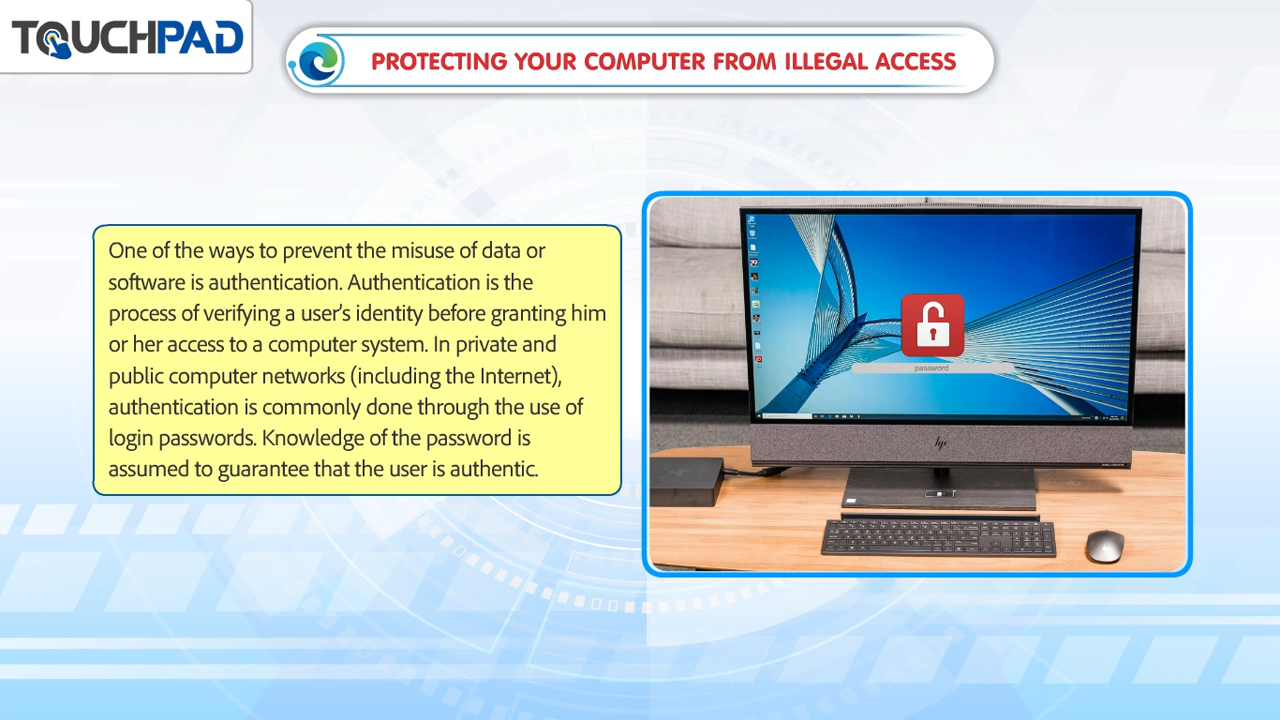 TOUCHPAD
PROTECTING YOUR COMPUTER FROM ILLEGAL ACCESS
One of the ways to prevent the misuse of data or
software is authentication. Authentication is the
process of verifying a user's identity before granting him
or her access to a computer system. In private and
public computer networks (including the Internet),
authentication is commonly done through the use of
login passwords. Knowledge of the password is
assumed to guarantee that the user is authentic.
password
hp